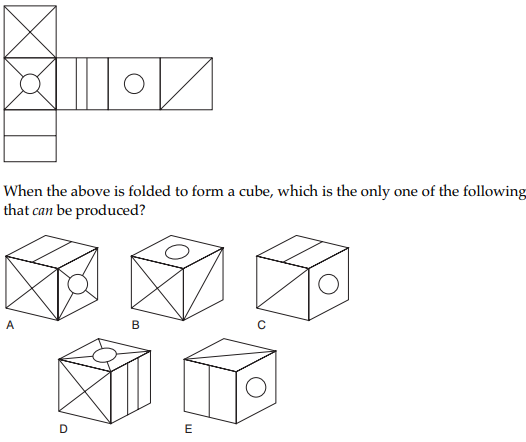 When the above is folded to form a cube, which is the only one of the following
that can be produced?
A
B
C
D
E